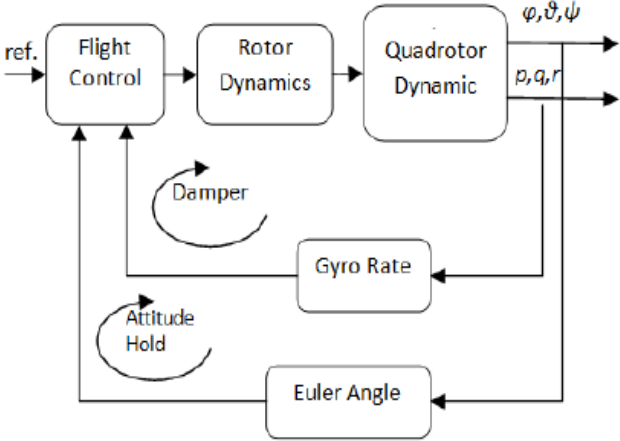 ref.
Flight
Control
Rotor
Dynamics
Quadrotor
Dynamic
φ,ϑ,ψ
p,q,r
Damper
Gyro Rate
Attitude
Hold
Euler Angle